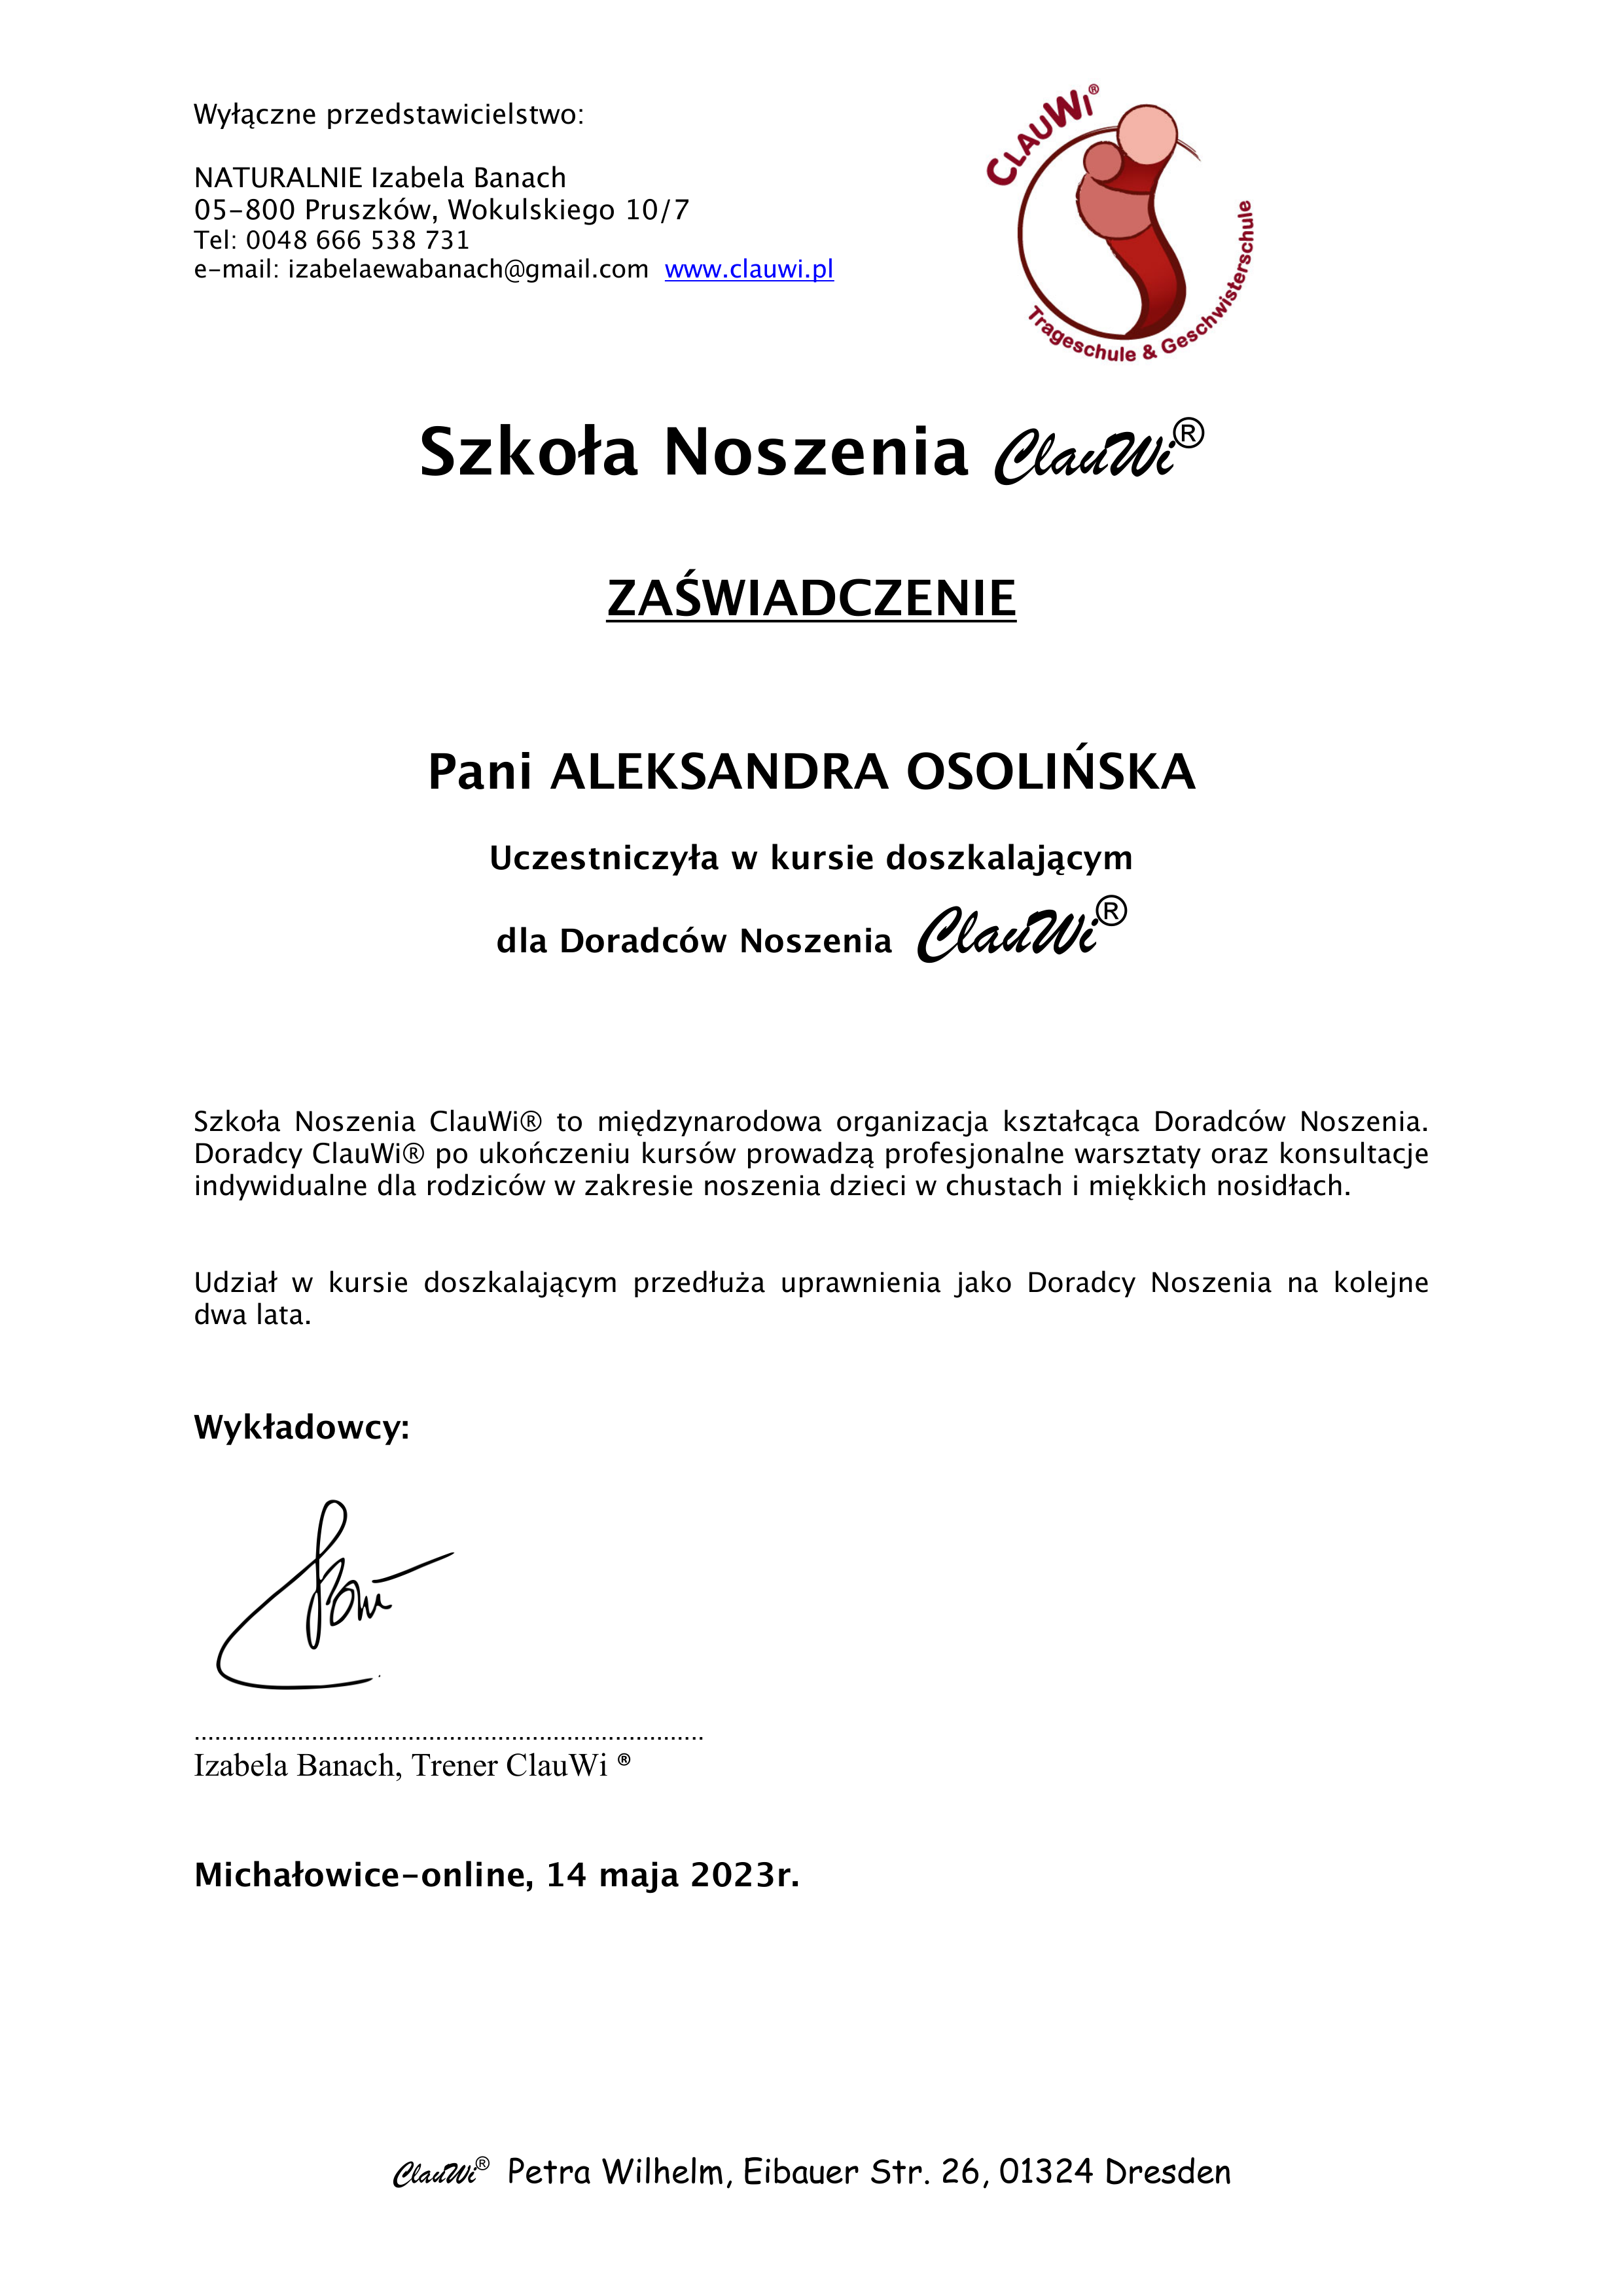 Wyłączne przedstawicielstwo:
NATURALNIE Izabela Banach
05-800 Pruszków, Wokulskiego 10/7
Tel: 0048 666 538 731
e-mail: izabelaewabanach@gmail.com www.clauwi.pl
CLAUWI®
Trageschule & Geschwisterschule
Szkoła Noszenia ClauWi®
ZAŚWIADCZENIE
Pani ALEKSANDRA OSOLIŃSKA
Uczestniczyła w kursie doszkalającym
dla Doradców Noszenia ClauWi®
Szkoła Noszenia ClauWi® to międzynarodowa organizacja kształcąca Doradców Noszenia.
Doradcy ClauWi® po ukończeniu kursów prowadzą profesjonalne warsztaty oraz konsultacje
indywidualne dla rodziców w zakresie noszenia dzieci w chustach i miękkich nosidłach.
Udział w kursie doszkalającym przedłuża uprawnienia jako Doradcy Noszenia na kolejne
dwa lata.
Wykładowcy:
..........................................................................
Izabela Banach, Trener ClauWi ®
Michałowice-online, 14 maja 2023r.
ClauWi® Petra Wilhelm, Eibauer Str. 26, 01324 Dresden